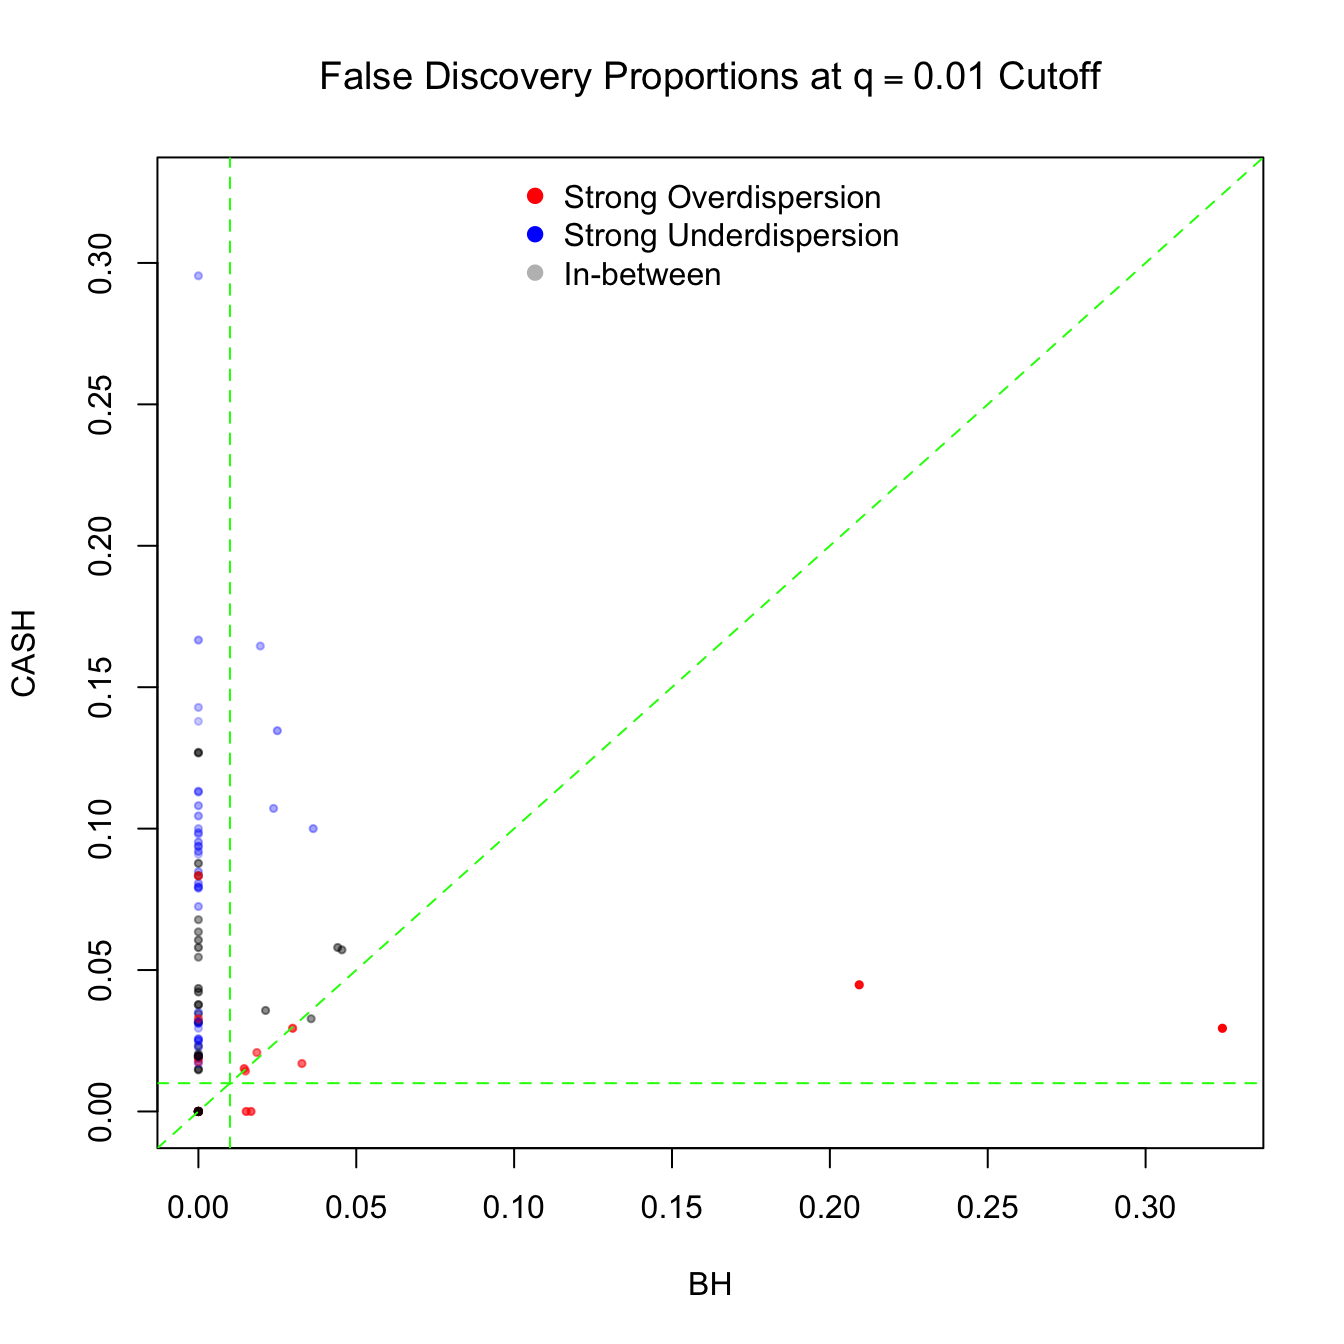 False Discovery Proportions at q = 0.01 Cutoff
Strong Overdispersion
Strong Underdispersion
In-between
CASH
0.30
0.25
0.20
0.15
0.10
0.05
0.00
0.00 0.05 0.10 0.15 0.20 0.25 0.30
BH